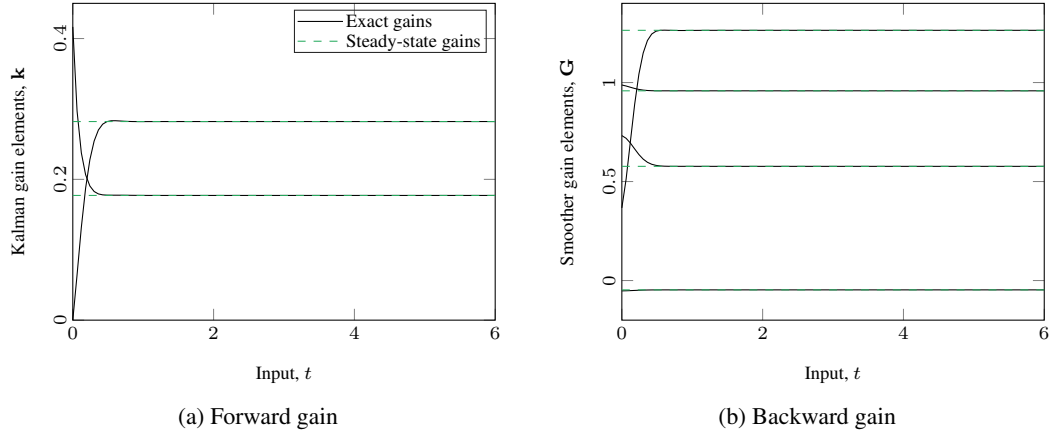 Exact gains
Steady-state gains
Kalman gain elements, k
0 0.2 0.4
0 2 4 6
Input, t
(a) Forward gain
Smoother gain elements, G
0 0.5 1
0 2 4 6
Input, t
(b) Backward gain